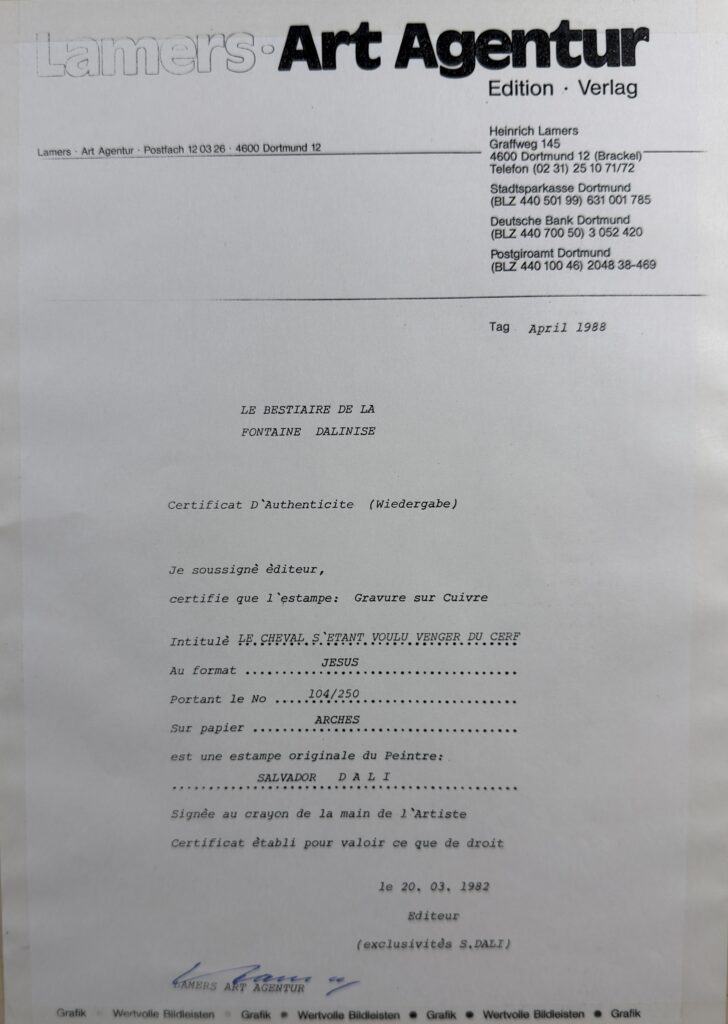 Lamers · Art Agentur
Edition · Verlag
Heinrich Lamers
Graffweg 145
Lamers · Art Agentur · Postfach 12 03 26 · 4600 Dortmund 12
4600 Dortmund 12 (Brackel)
Telefon (02 31) 25 10 71/72
Stadtsparkasse Dortmund
(BLZ 440 501 99) 631 001 785
Deutsche Bank Dortmund
(BLZ 440 700 50) 3 052 420
Postgiroamt Dortmund
(BLZ 440 100 46) 2048 38-469
Tag April 1988
LE BESTIAIRE DE LA
FONTAINE DALINISE
Certificat D`Authenticite (Wiedergabe)
Je soussignè èditeur,
certifie que l`estampe: Gravure sur Cuivre
Intitulè LE CHEVAL S`ETANT VOULU VENGER DU CERF
Au format JESUS
Portant le No 104/250
Sur papier ARCHES
est une estampe originale du Peintre:
SALVADOR D A L I
Signèe au crayon de la main de l`Artiste
Certificat ètabli pour valoir ce que de droit
le 20. 03. 1982
Editeur
(exclusivitès S.DALI)
LAMERS ART AGENTUR
Grafik • Wertvolle Bildleisten • Grafik • Wertvolle Bildleisten • Grafik • Wertvolle Bildleisten • Grafik